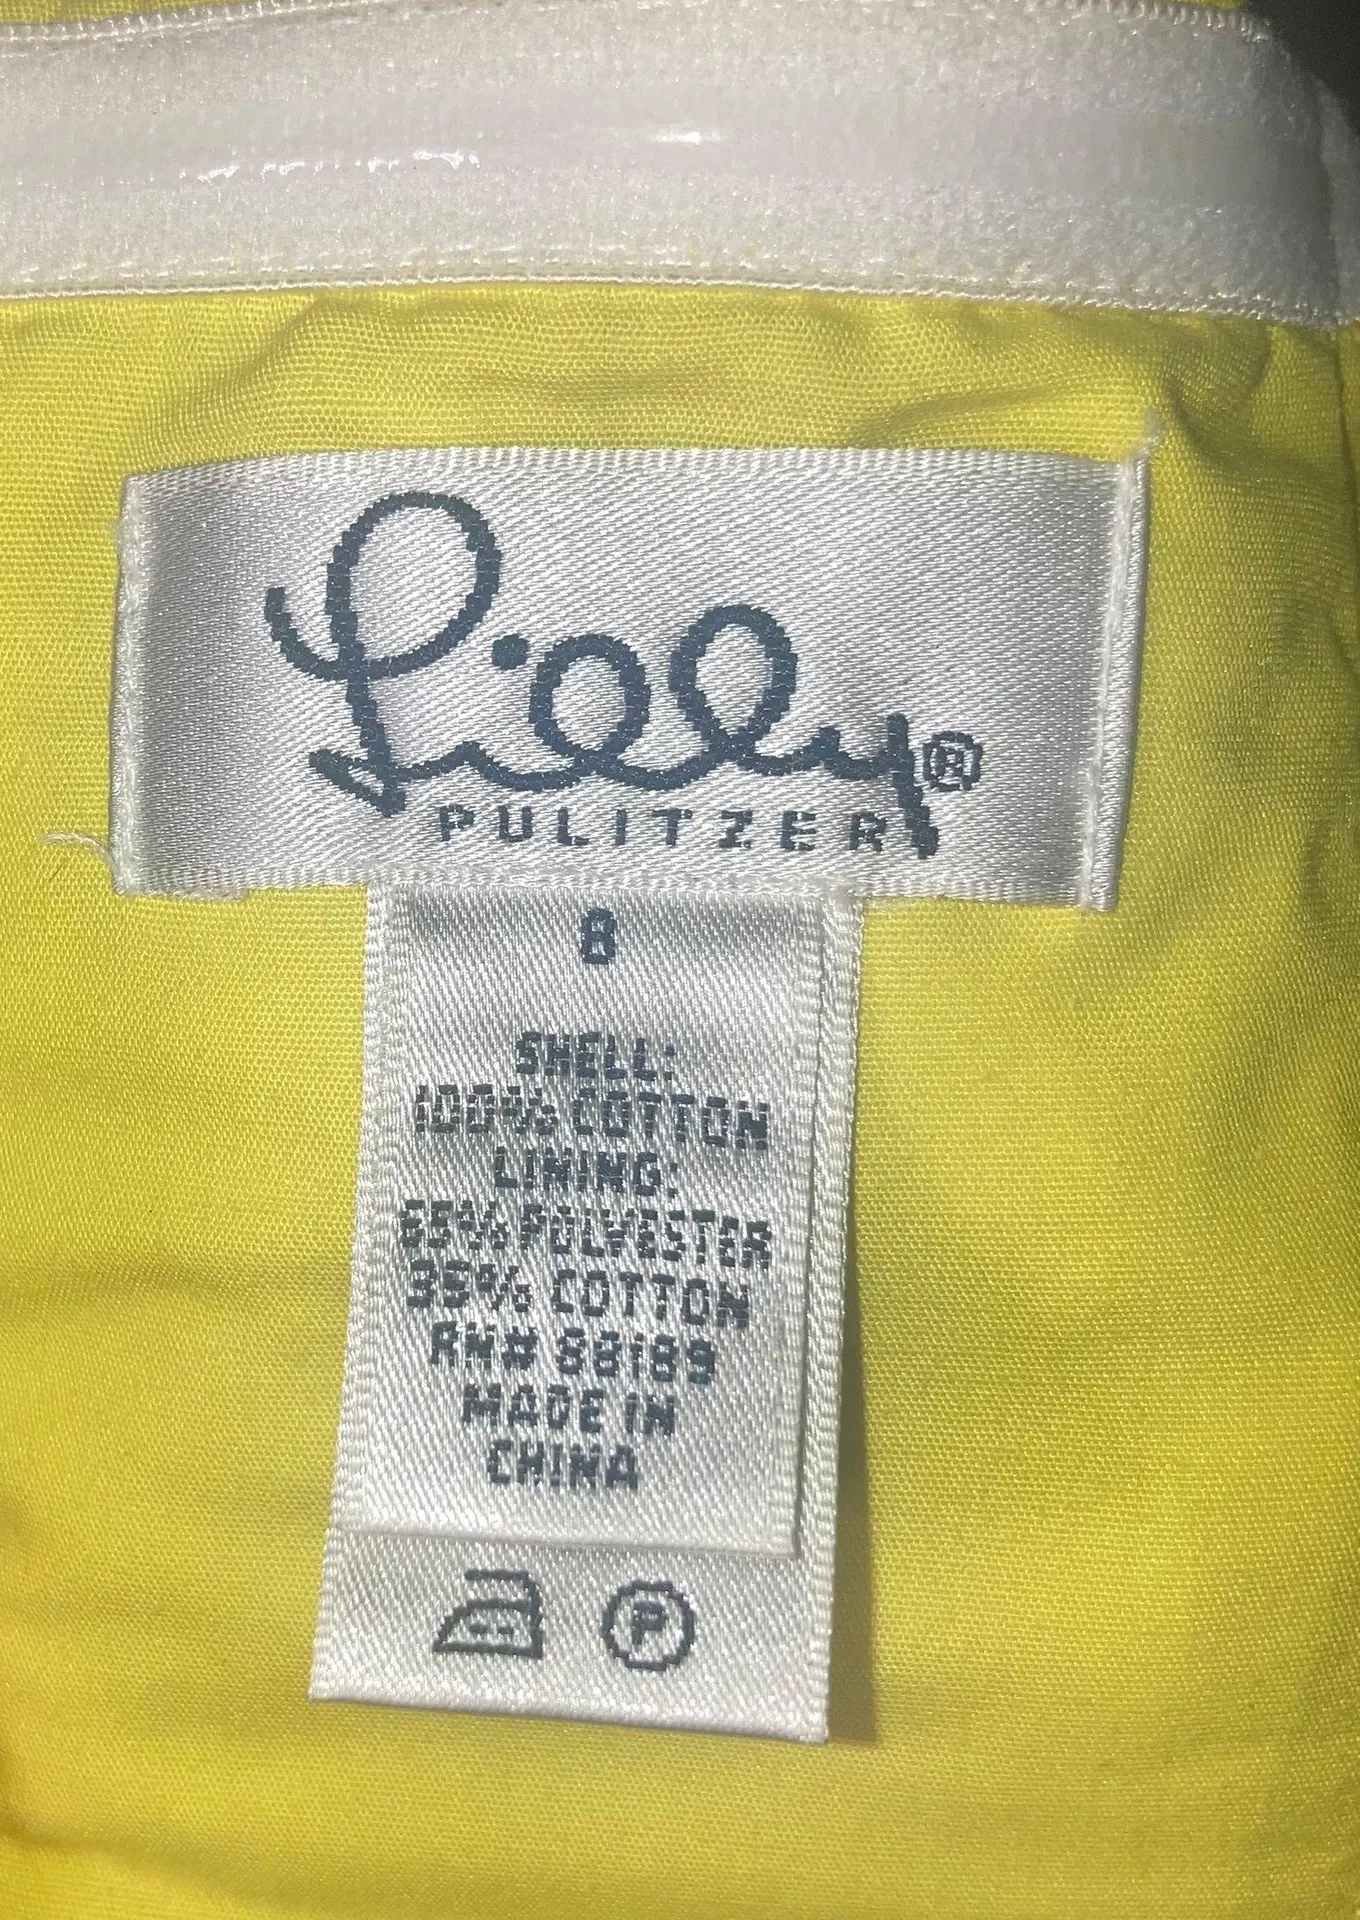 Lilly®
PULITZER
8
SHELL:
100% COTTON
LINING:
65% POLYESTER
35% COTTON
RN# 88189
MADE IN
CHINA
P